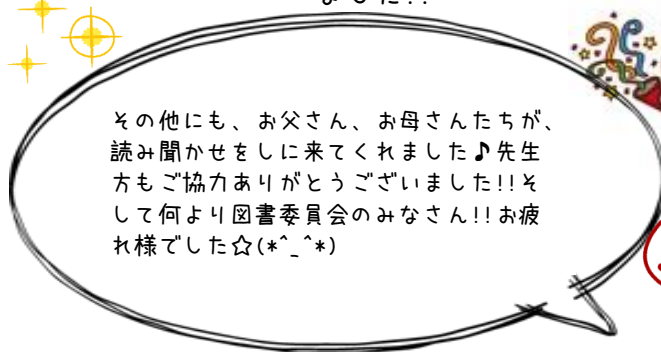 ました!!
その他にも、お父さん、お母さんたちが、
読み聞かせをしに来てくれました♪先生
方もご協力ありがとうございました!!そ
して何より図書委員会のみなさん!!お疲
れ様でした☆(*^_^*)